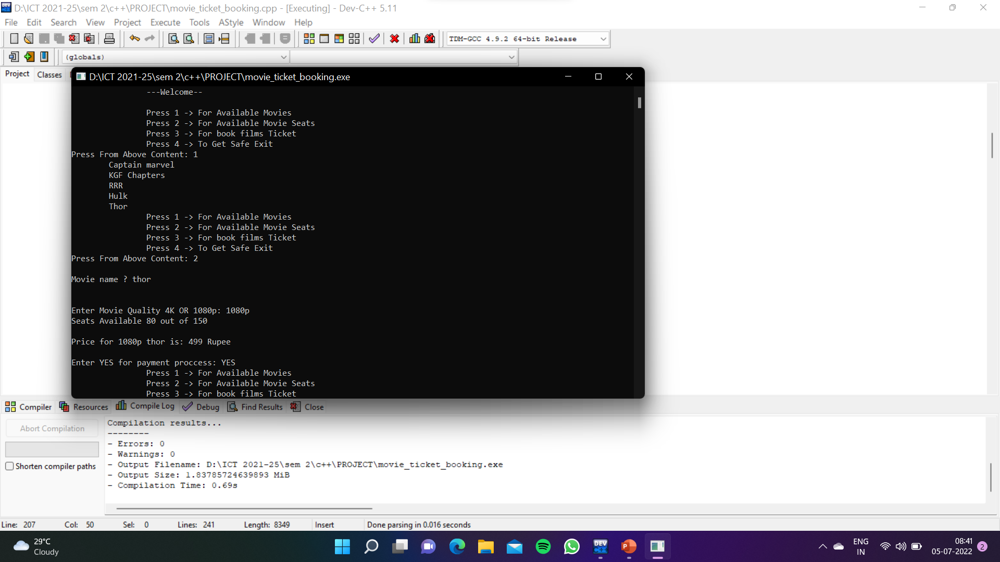 D:\ICT 2021-25\sem 2\c++\PROJECT\movie_ticket_booking.cpp - [Executing] - Dev-C++ 5.11
File Edit Search View Project Execute Tools AStyle Window Help
TDM-GCC 4.9.2 64-bit Release
(globals)
Project Classes
D:\ICT 2021-25\sem 2\c++\PROJECT\movie_ticket_booking.exe
---Welcome--
Press 1 -> For Available Movies
Press 2 -> For Available Movie Seats
Press 3 -> For book films Ticket
Press 4 -> To Get Safe Exit
Press From Above Content: 1
Captain marvel
KGF Chapters
RRR
Hulk
Thor
Press 1 -> For Available Movies
Press 2 -> For Available Movie Seats
Press 3 -> For book films Ticket
Press 4 -> To Get Safe Exit
Press From Above Content: 2
Movie name ? thor
Enter Movie Quality 4K OR 1080p: 1080p
Seats Available 80 out of 150
Price for 1080p thor is: 499 Rupee
Enter YES for payment proccess: YES
Press 1 -> For Available Movies
Press 2 -> For Available Movie Seats
Press 3 -> For book films Ticket
Compiler Resources Compile Log Debug Find Results Close
Abort Compilation
Shorten compiler paths
Compilation results...
--------
- Errors: 0
- Warnings: 0
- Output Filename: D:\ICT 2021-25\sem 2\c++\PROJECT\movie_ticket_booking.exe
- Output Size: 1.83785724639893 MiB
- Compilation Time: 0.69s
Line: 207 Col: 50 Sel: 0 Lines: 241 Length: 8349 Insert Done parsing in 0.016 seconds
29°C
Cloudy
DEV
P
ENG
IN
08:41
05-07-2022
2